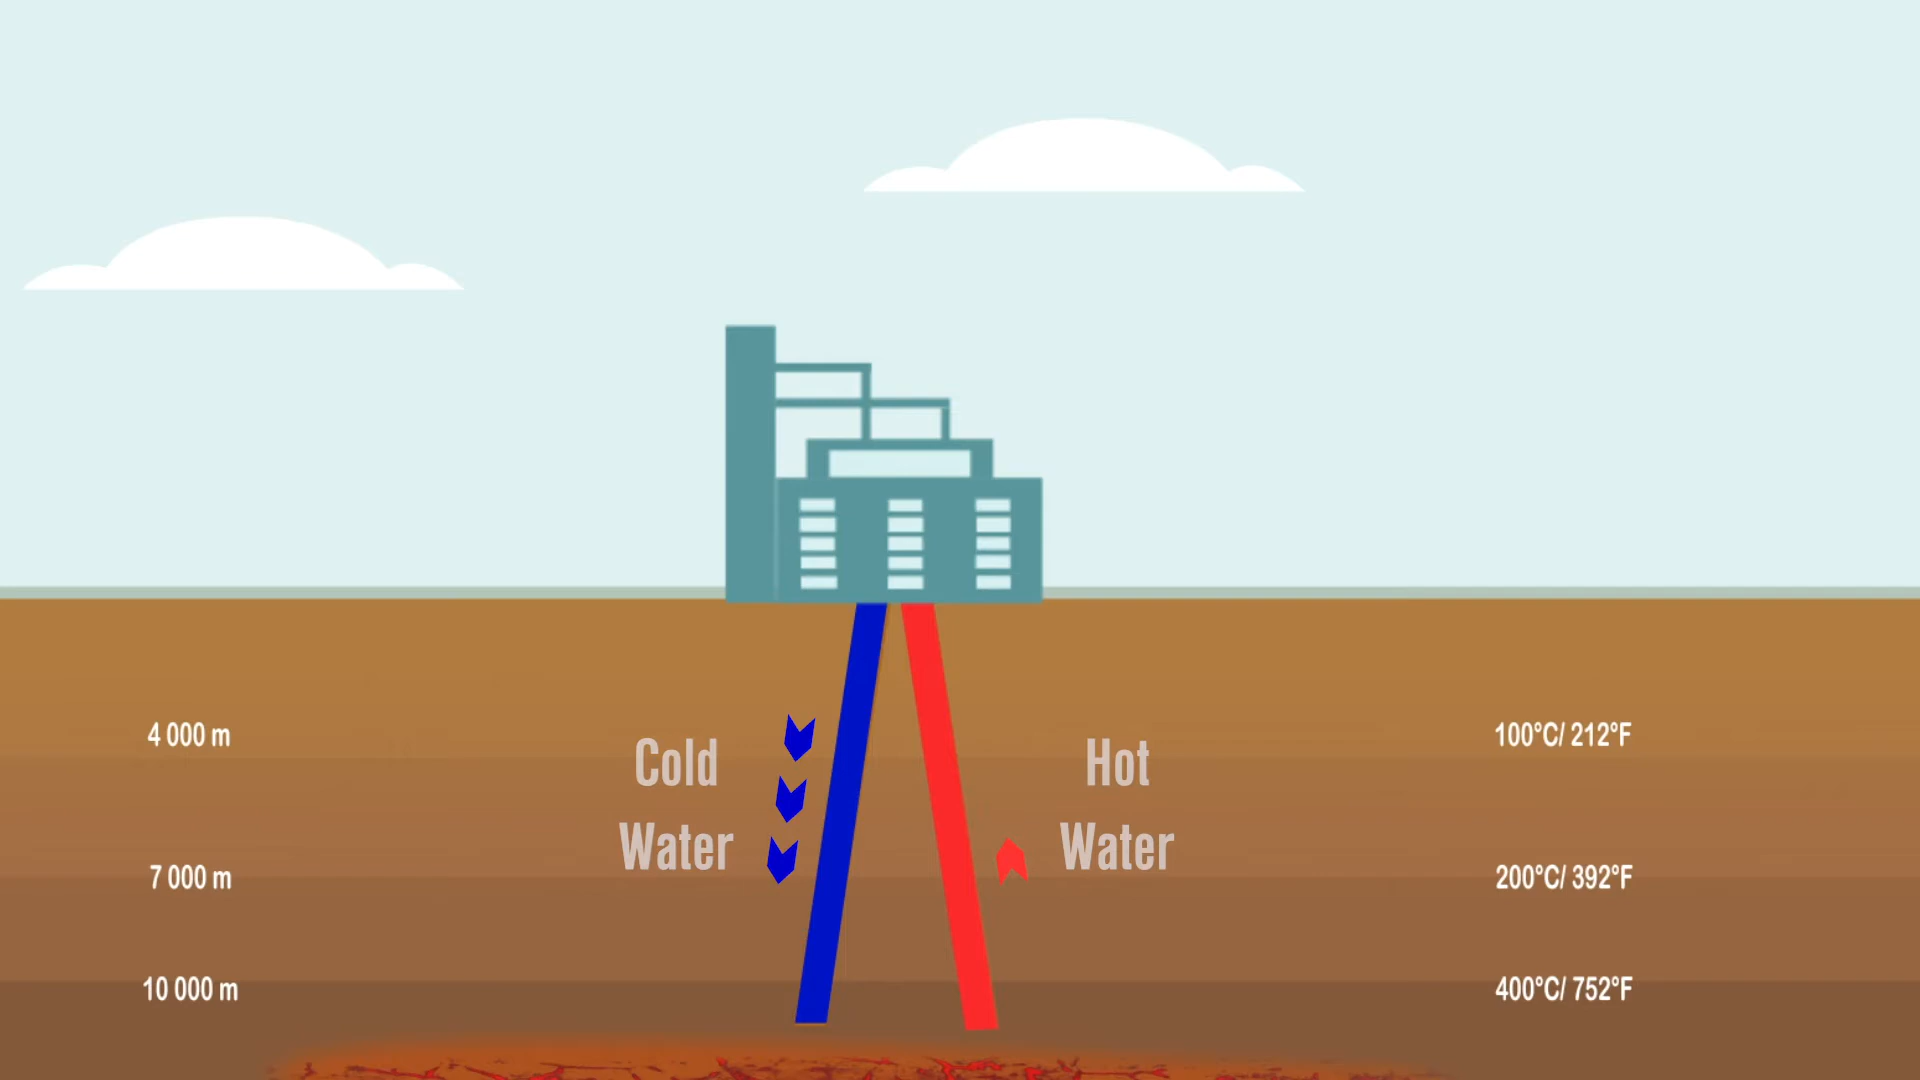 4 000 m
100°C/ 212°F
Cold
Water
Hot
Water
7 000 m
200°C/ 392°F
10 000 m
400°C/ 752°F